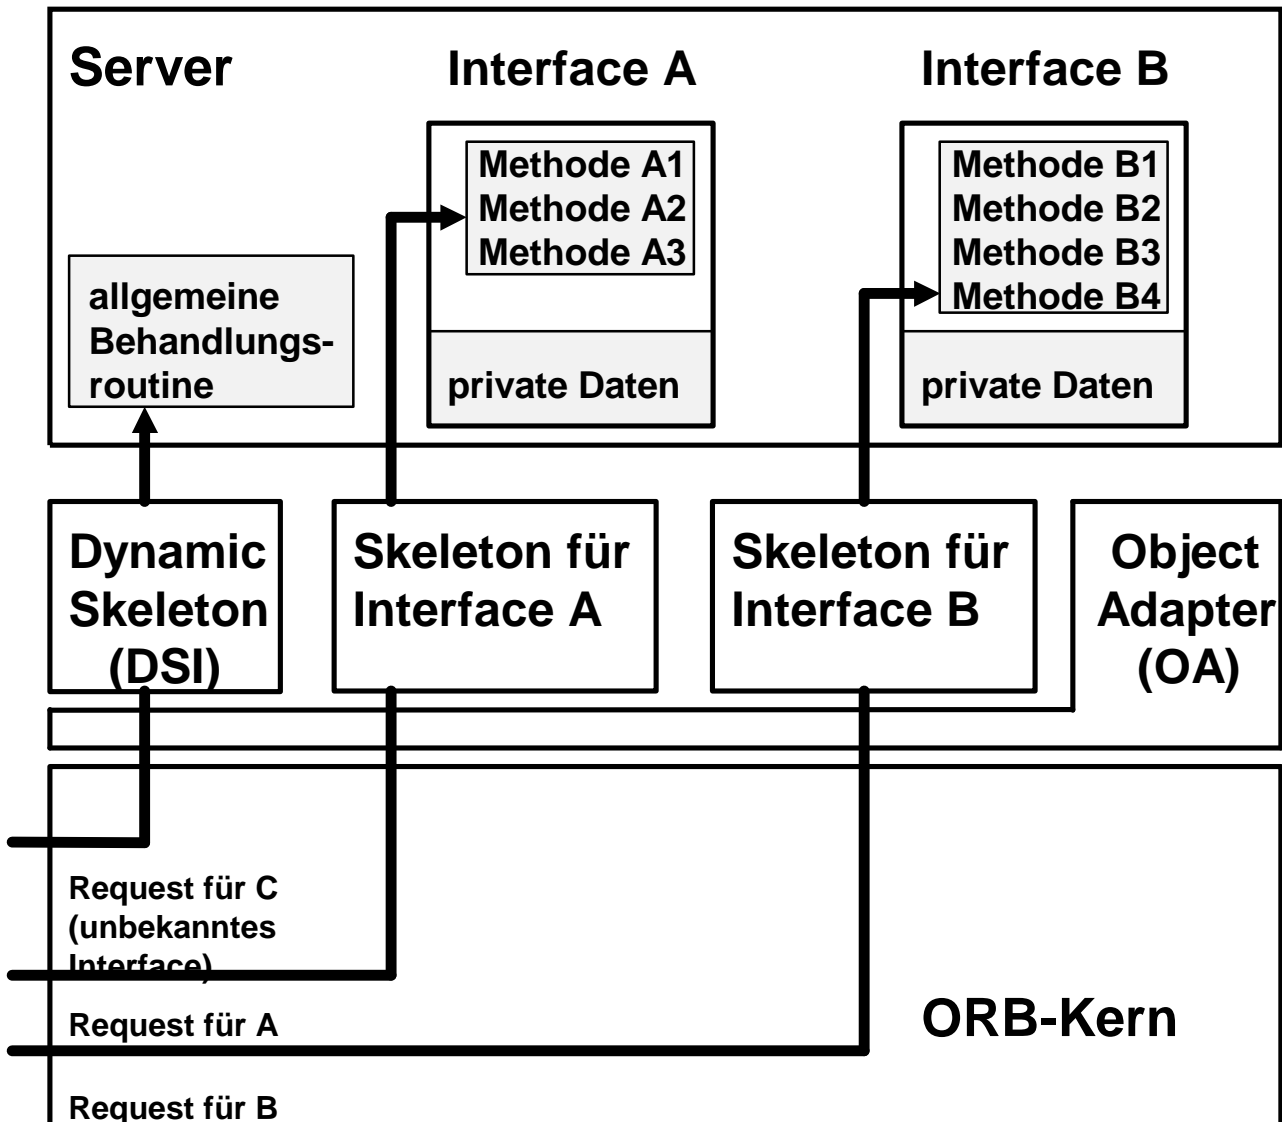 Server
Interface A
Interface B
Methode A1
Methode A2
Methode A3
Methode B1
Methode B2
Methode B3
Methode B4
allgemeine
Behandlungs-
routine
private Daten
private Daten
Dynamic
Skeleton
(DSI)
Skeleton für
Interface A
Skeleton für
Interface B
Object
Adapter
(OA)
Request für C
(unbekanntes
Interface)
Request für A
ORB-Kern
Request für B